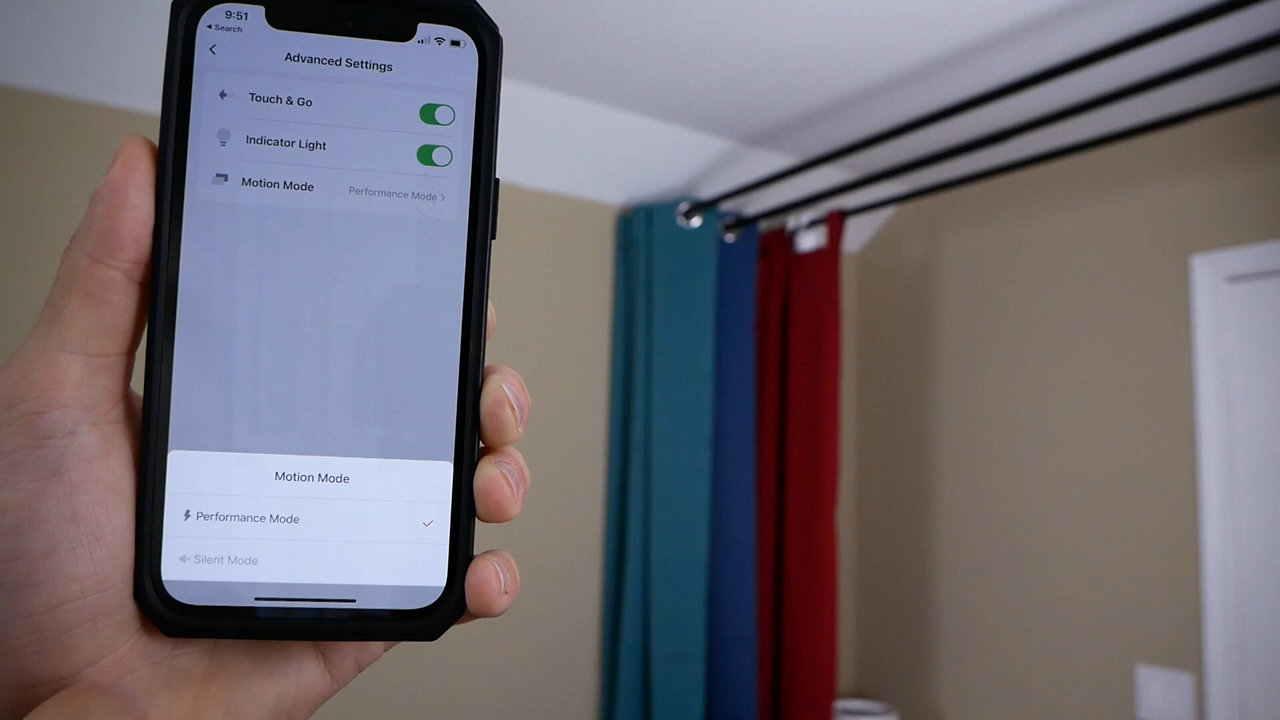 9:51
Search
Advanced Settings
Touch & Go
Indicator Light
Motion Mode
Performance Mode
Motion Mode
Performance Mode
Silent Mode